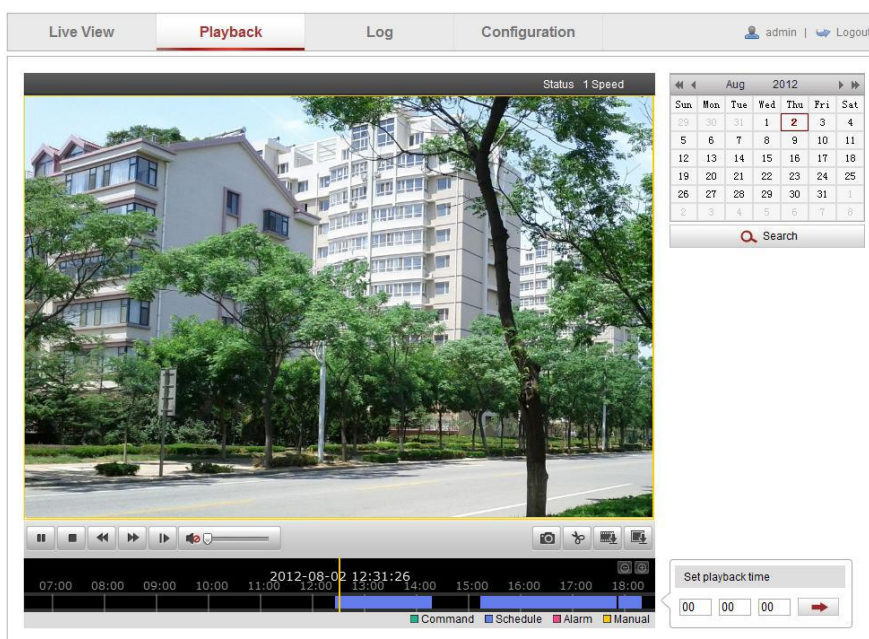 Live View Playback Log Configuration admin | Logout
Status 1 Speed
Aug 2012
Sun Mon Tue Wed Thu Fri Sat
29 30 31 1 2 3 4
5 6 7 8 9 10 11
12 13 14 15 16 17 18
19 20 21 22 23 24 25
26 27 28 29 30 31 1
2 3 4 5 6 7 8
Search
2012-08-02 12:31:26
07:00 08:00 09:00 10:00 11:00 12:00 13:00 14:00 15:00 16:00 17:00 18:00
Command Schedule Alarm Manual
Set playback time
00 00 00